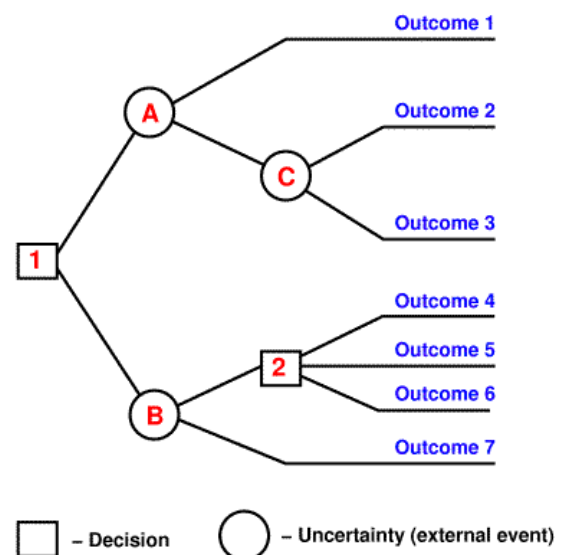 Outcome 1
A
Outcome 2
C
Outcome 3
1
Outcome 4
Outcome 5
2
Outcome 6
B
Outcome 7
– Decision
– Uncertainty (external event)